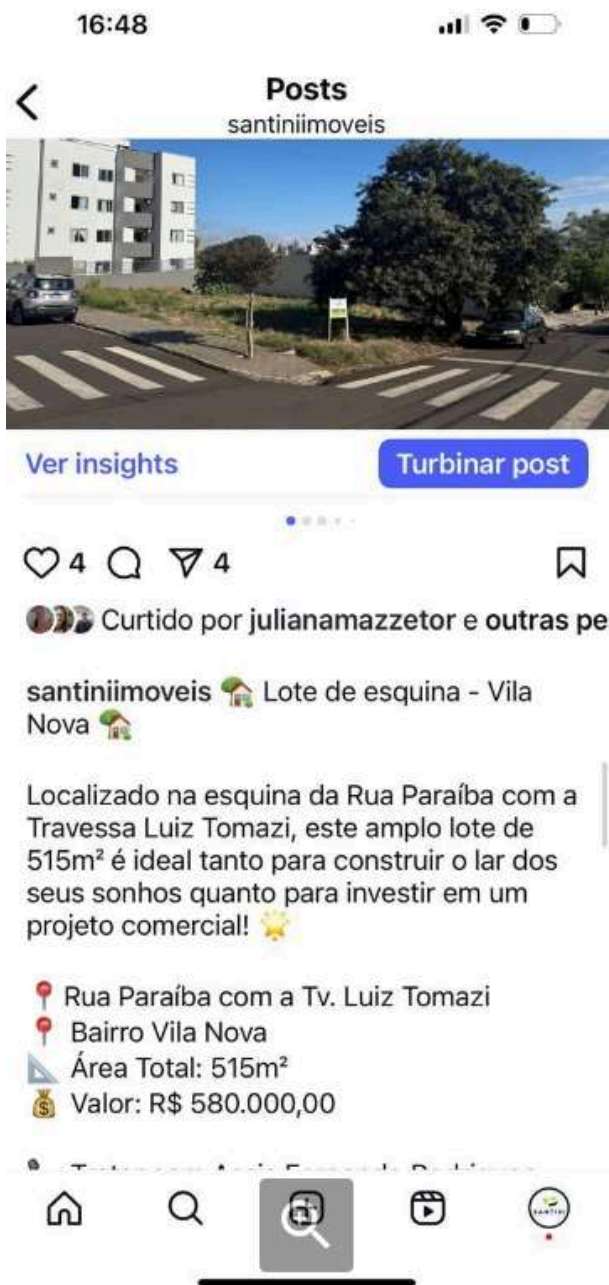 16:48
Posts
santiniimoveis
Ver insights
Turbinar post
4 4
Curtido por julianamazzetor e outras pe
santiniimoveis 🏡 Lote de esquina - Vila
Nova 🏡
Localizado na esquina da Rua Paraíba com a
Travessa Luiz Tomazi, este amplo lote de
515m² é ideal tanto para construir o lar dos
seus sonhos quanto para investir em um
projeto comercial! 🌟
📍 Rua Paraíba com a Tv. Luiz Tomazi
📍 Bairro Vila Nova
📐 Área Total: 515m²
💰 Valor: R$ 580.000,00
SANTINI